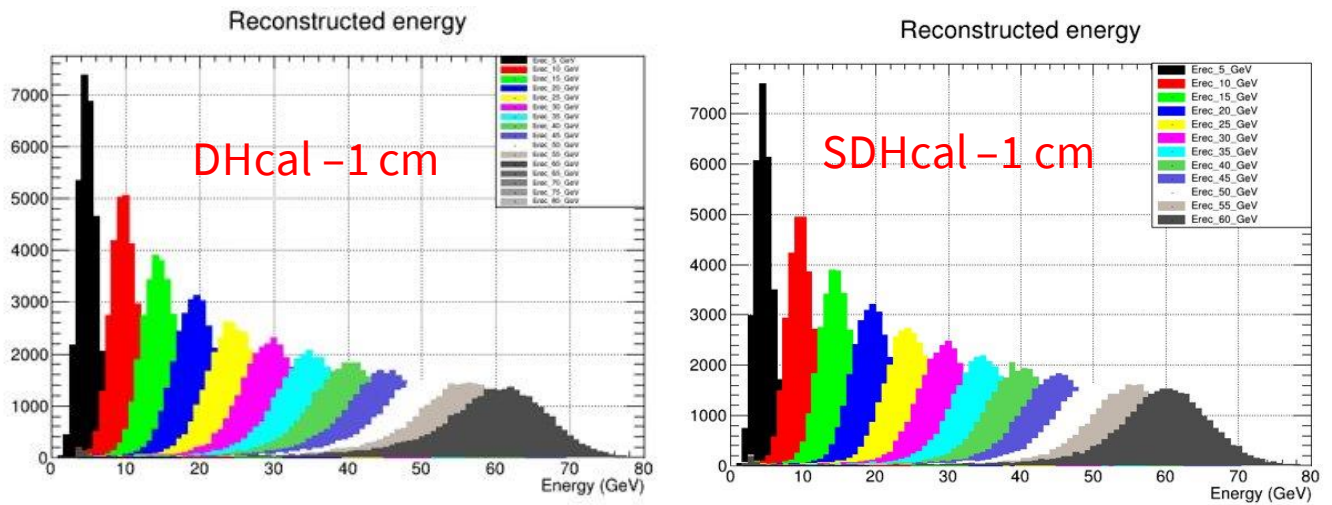 Reconstructed energy
7000
6000
5000
4000
3000
2000
1000
0
DHcal –1 cm
Erec_5_GeV
Erec_10_GeV
Erec_15_GeV
Erec_20_GeV
Erec_25_GeV
Erec_30_GeV
Erec_35_GeV
Erec_40_GeV
Erec_45_GeV
Erec_50_GeV
Erec_55_GeV
Erec_60_GeV
Erec_65_GeV
Erec_70_GeV
Erec_75_GeV
Erec_80_GeV
0 10 20 30 40 50 60 70 80
Energy (GeV)
Reconstructed energy
7000
6000
5000
4000
3000
2000
1000
0
SDHcal –1 cm
Erec_5_GeV
Erec_10_GeV
Erec_15_GeV
Erec_20_GeV
Erec_25_GeV
Erec_30_GeV
Erec_35_GeV
Erec_40_GeV
Erec_45_GeV
Erec_50_GeV
Erec_55_GeV
Erec_60_GeV
0 10 20 30 40 50 60 70 80
Energy (GeV)